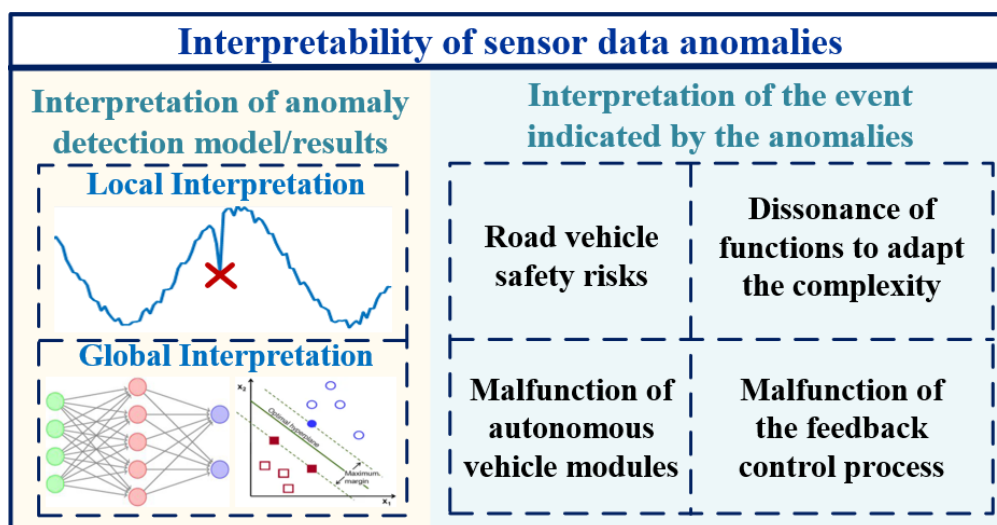 Interpretability of sensor data anomalies
Interpretation of anomaly
detection model/results
Local Interpretation
Global Interpretation
X₂
Optimal hyperplane
Maximum
margin
X₁
Interpretation of the event
indicated by the anomalies
Road vehicle
safety risks
Dissonance of
functions to adapt
the complexity
Malfunction of
autonomous
vehicle modules
Malfunction of
the feedback
control process